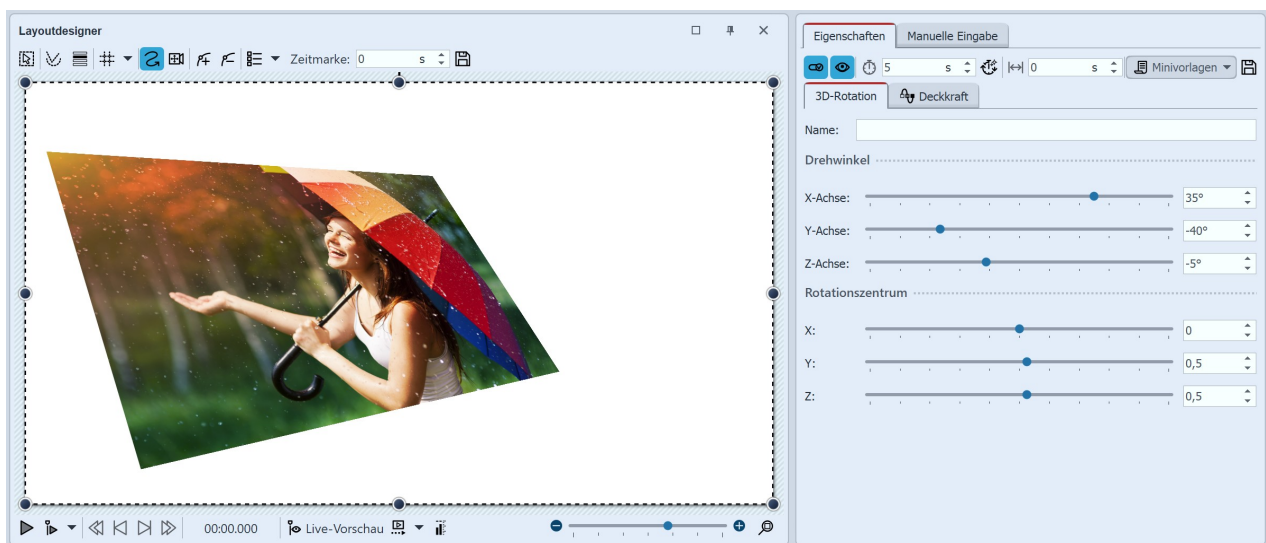 Layoutdesigner
Zeitmarke: 0 s
00:00.000 Live-Vorschau
Eigenschaften Manuelle Eingabe
5 s 0 s Minivorlagen
3D-Rotation Deckkraft
Name:
Drehwinkel
X-Achse: 35°
Y-Achse: -40°
Z-Achse: -5°
Rotationszentrum
X: 0
Y: 0,5
Z: 0,5